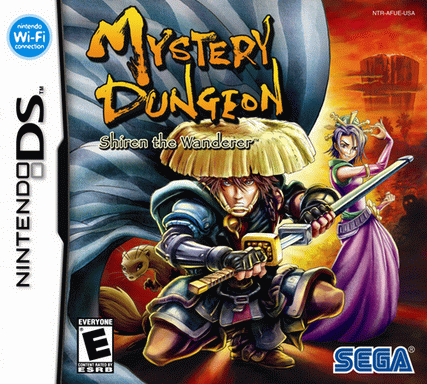 Nintendo
Wi-Fi
connection
NTR-AFUE-USA
MYSTERY
DUNGEON
Shiren the Wanderer
NINTENDO DS™
EVERYONE
E
CONTENT RATED BY
ESRB
SEGA